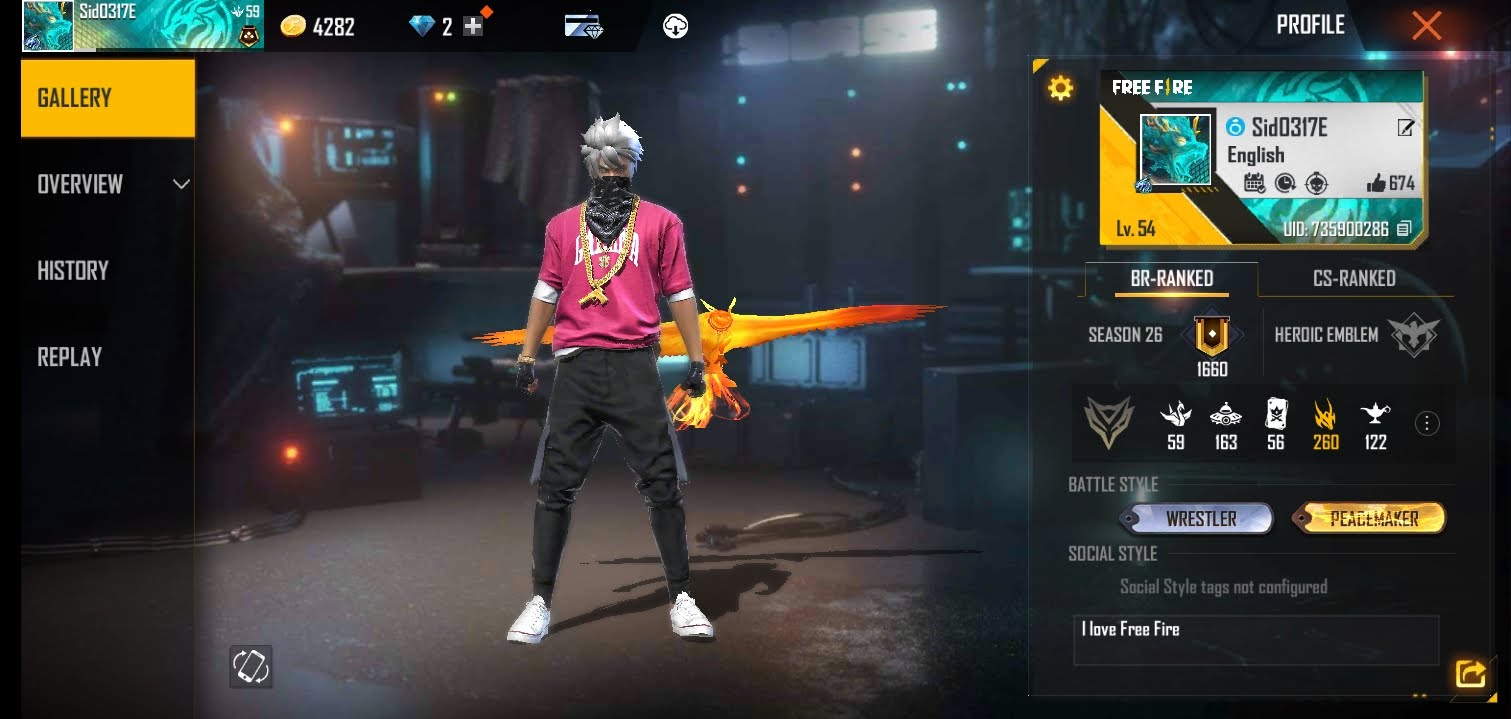 Sid0317E
59
4282
2
PROFILE
GALLERY
OVERVIEW
HISTORY
REPLAY
FREE FIRE
Sid0317E
English
674
Lv. 54
UID: 735900286
BR-RANKED
CS-RANKED
SEASON 26
HEROIC EMBLEM
1660
59
163
56
260
122
BATTLE STYLE
WRESTLER
PEACEMAKER
SOCIAL STYLE
Social Style tags not configured
I love Free Fire